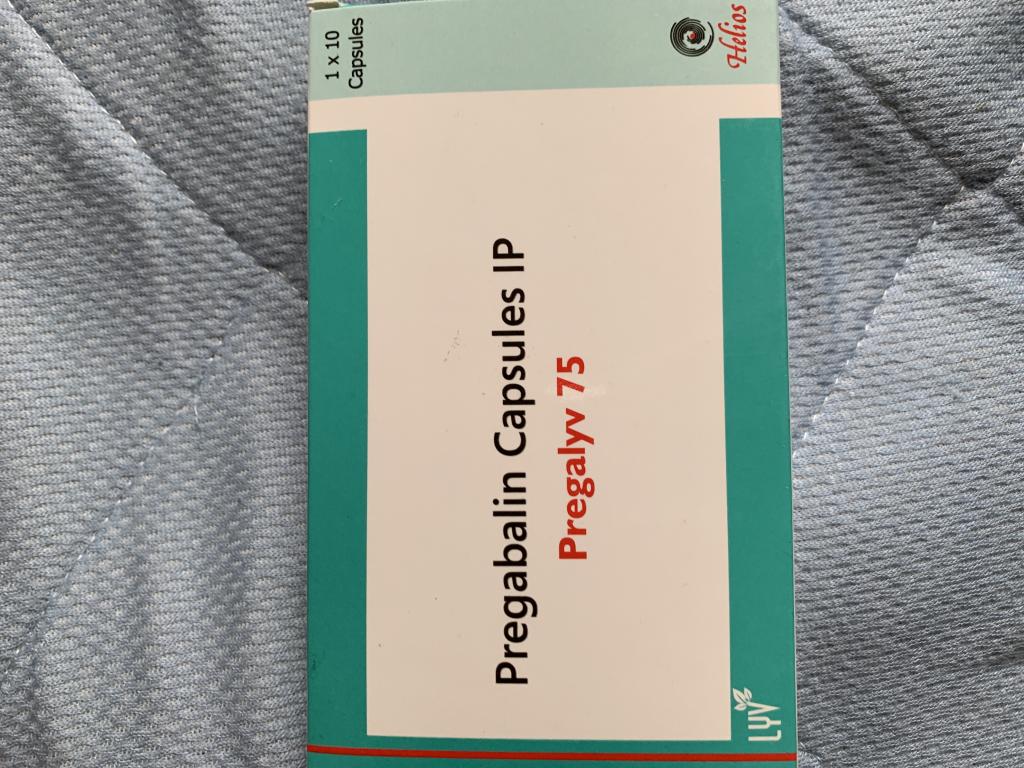 1 x 10
Capsules
Helios
Pregabalin Capsules IP
Pregalyv 75
LYV